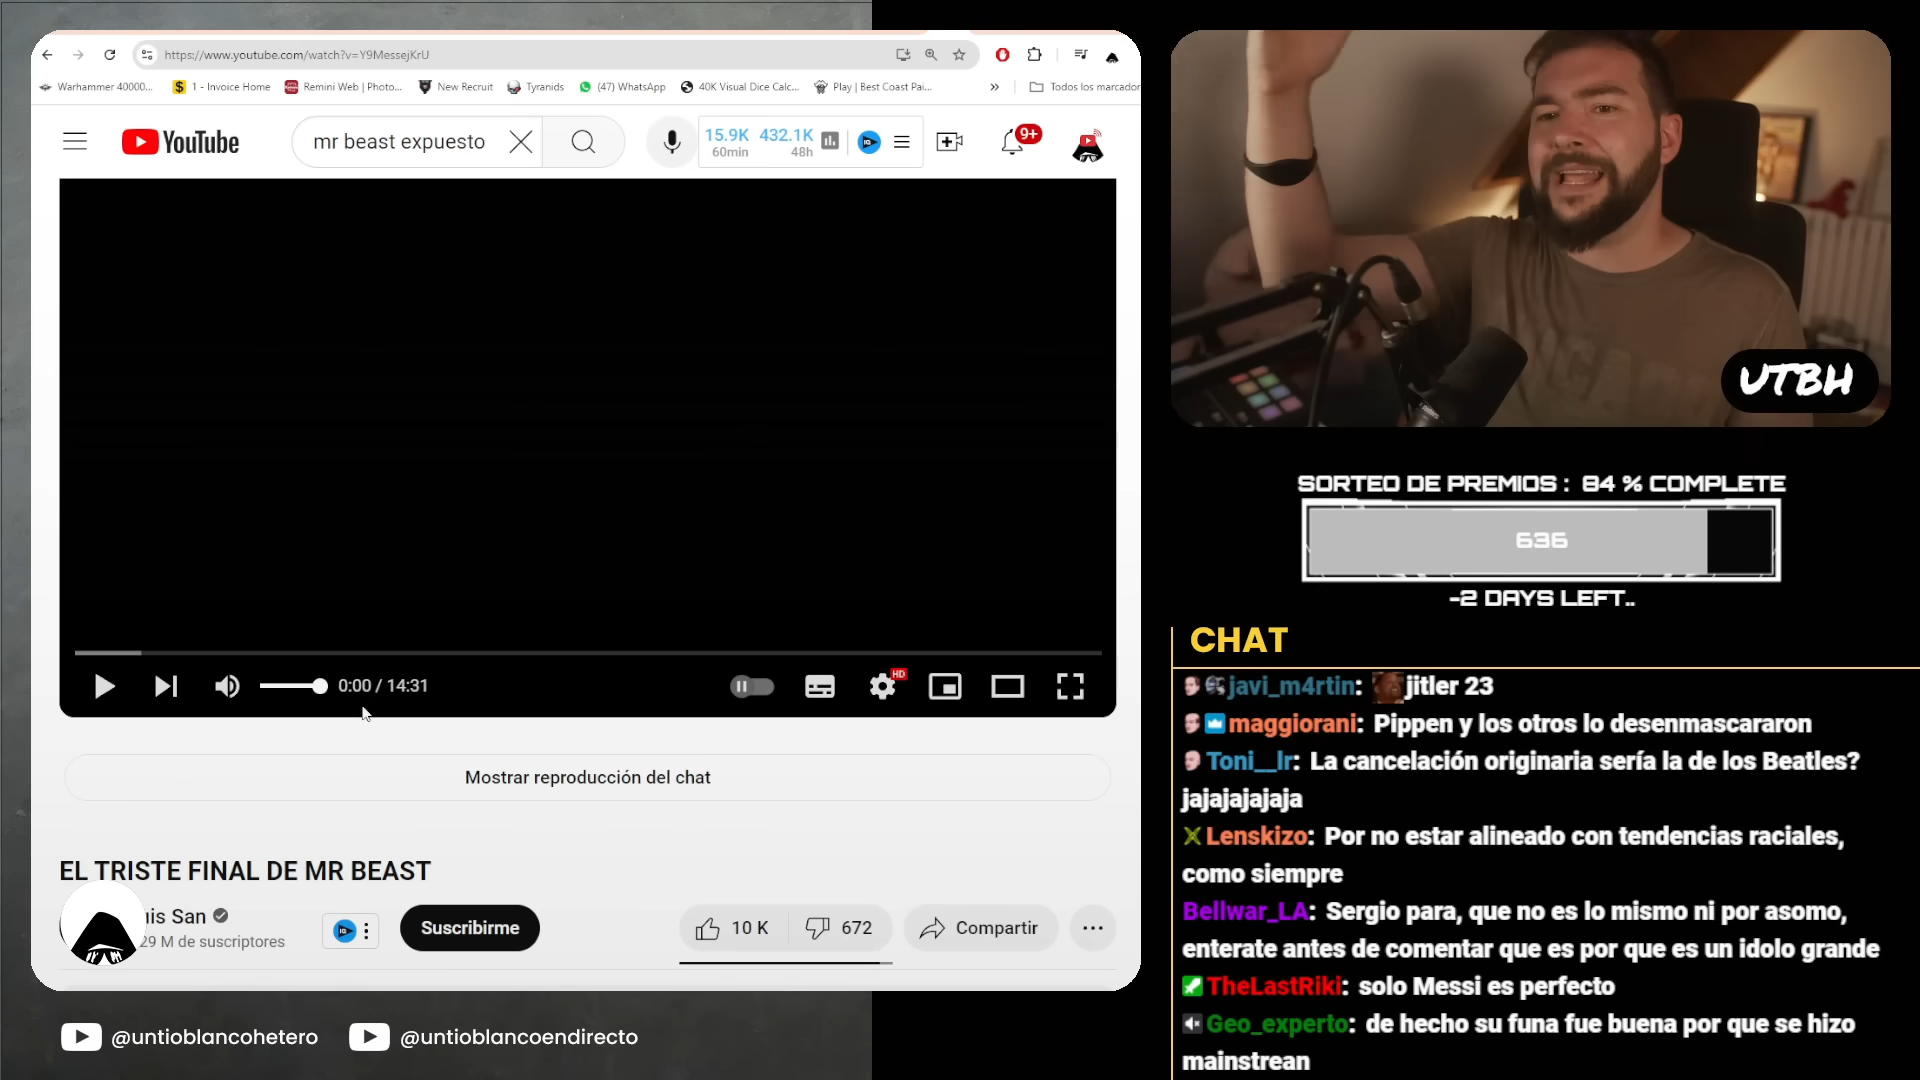 https://www.youtube.com/watch?v=Y9MessejKrU
Warhammer 40000...
1 - Invoice Home
Remini Web | Photo...
New Recruit
Tyranids
(47) WhatsApp
40K Visual Dice Calc...
Play | Best Coast Pai...
»
Todos los marcador
YouTube
mr beast expuesto
15.9K 432.1K
60min 48h
9+
0:00 / 14:31
HD
Mostrar reproducción del chat
EL TRISTE FINAL DE MR BEAST
uis San
29 M de suscriptores
Suscribirme
10 K
672
Compartir
@untioblancohetero
@untioblancoendirecto
UTBH
SORTEO DE PREMIOS : 84 % COMPLETE
636
-2 DAYS LEFT..
CHAT
javi_m4rtin: jitler 23
maggiorani: Pippen y los otros lo desenmascararon
Toni__lr: La cancelación originaria sería la de los Beatles?
jajajajajaja
Lenskizo: Por no estar alineado con tendencias raciales,
como siempre
Bellwar_LA: Sergio para, que no es lo mismo ni por asomo,
enterate antes de comentar que es por que es un idolo grande
TheLastRiki: solo Messi es perfecto
Geo_experto: de hecho su funa fue buena por que se hizo
mainstrean